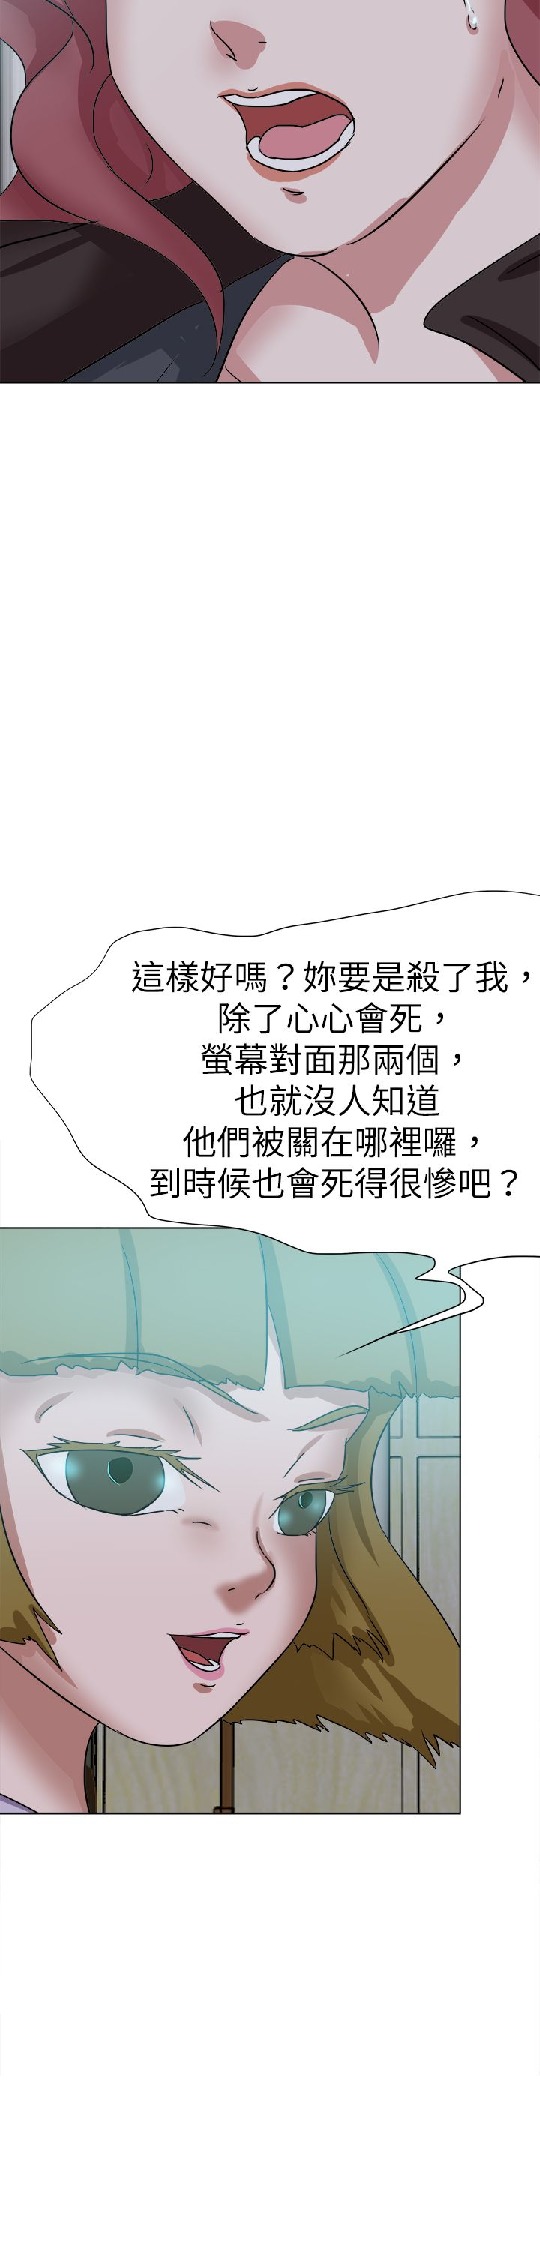 這樣好嗎？妳要是殺了我，
除了心心會死，
螢幕對面那兩個，
也就沒人知道
他們被關在哪裡囉，
到時候也會死得很慘吧？